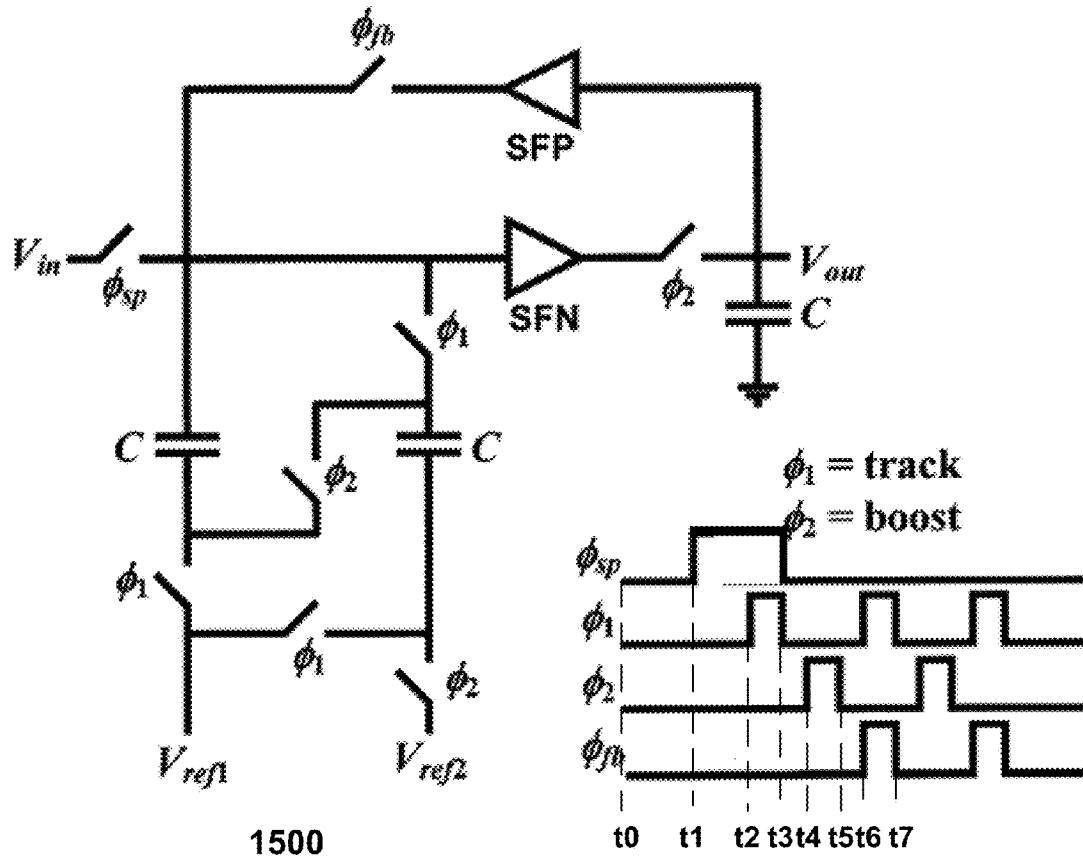 ϕfb
SFP
Vin
ϕsp
SFN
ϕ2
Vout
C
ϕ1
C
ϕ2
C
ϕ1
ϕ1
ϕ2
Vref1
Vref2
1500
ϕ1 = track
ϕ2 = boost
ϕsp
ϕ1
ϕ2
ϕfb
t0 t1 t2 t3 t4 t5 t6 t7